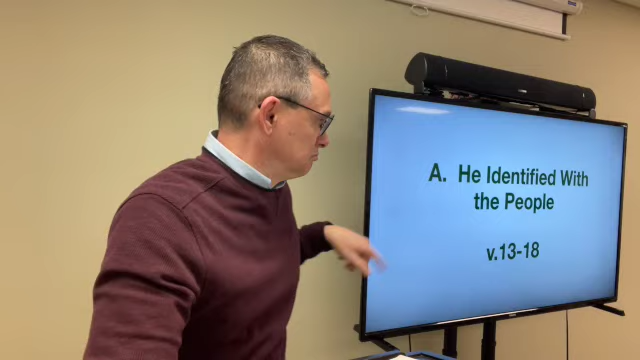 A. He Identified With
the People
v.13-18